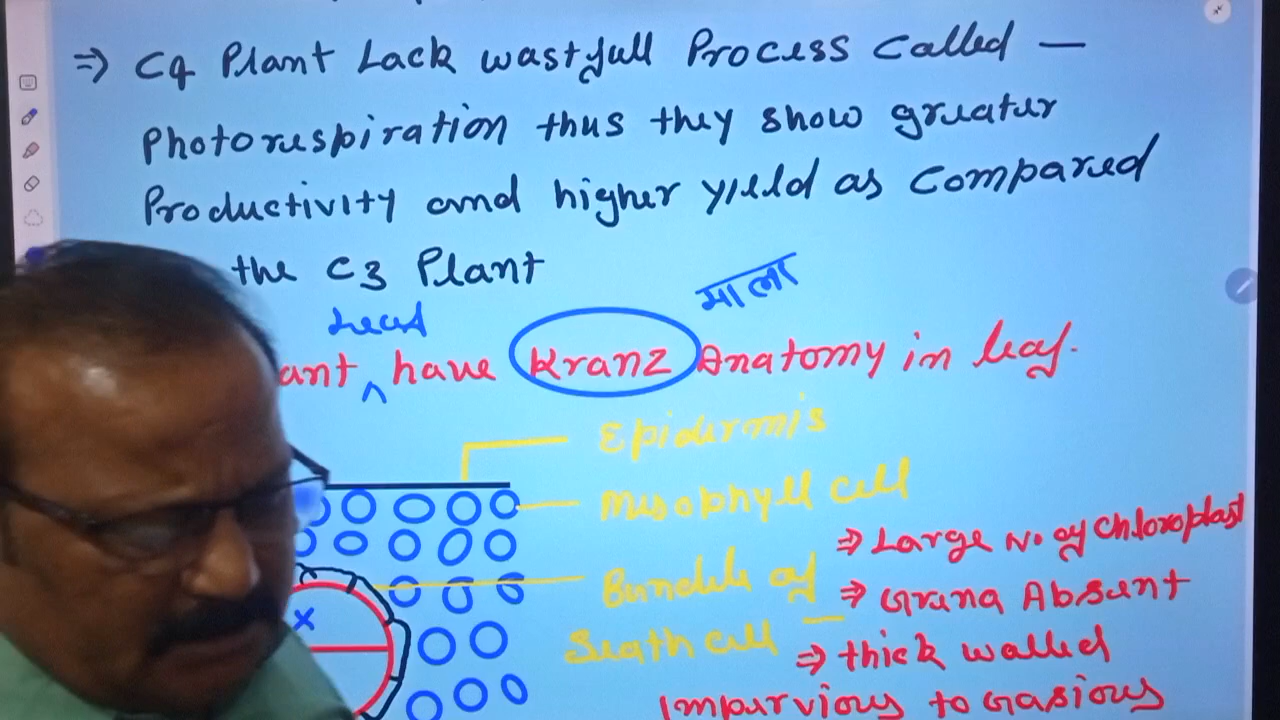 ⇒ C4 Plant Lack wastfull Process Called —
Photorespiration thus they show greater
Productivity and higher yield as Compared
the C3 Plant
माला
ant have Kranz Anatomy in leaf.
Epidermis
Mesophyll cell
⇒ Large No of Chloroplast
Bundle of
⇒ Grana Absent
Seath cell —
⇒ thick walled
Impurvious to Gasious
x